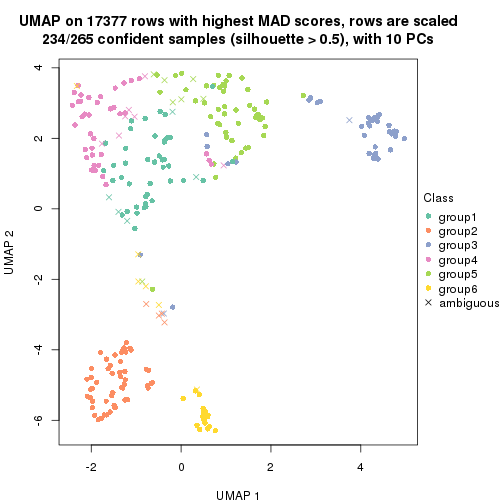 UMAP on 17377 rows with highest MAD scores, rows are scaled
234/265 confident samples (silhouette > 0.5), with 10 PCs
4
2
0
-2
-4
-6
UMAP 2
-2
0
2
4
UMAP 1
Class
group1
group2
group3
group4
group5
group6
ambiguous